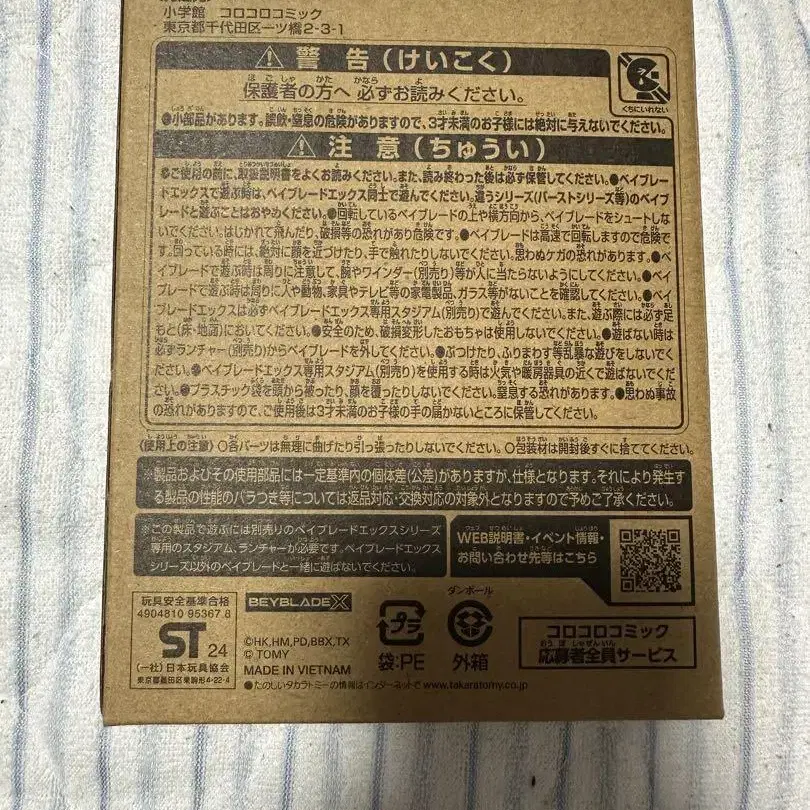 小学館 コロコロコミック
東京都千代田区一ツ橋2-3-1
警告(けいこく)
保護者の方へ 必ずお読みください。
くちにいれない
●小部品があります。誤飲・窒息の危険がありますので、3才未満のお子様には絶対に与えないでください。
注意(ちゅうい)
●ご使用の前に、取扱説明書をよくお読みください。また、読み終わった後は必ず保管してください。●ベイブレー
ドエックスで遊ぶ時は、ベイブレードエックス同士で遊んでください。違うシリーズ(バーストシリーズ等)のベイブ
レードと遊ぶことはおやめください。●回転しているベイブレードの上や横方向から、ベイブレードをシュートしな
いでください。はじかれて飛んだり、破損等の恐れがあり危険です。●ベイブレードは高速で回転しますので危険で
す。回っている時には、絶対に顔を近づけたり、手で触れたりしないでください。思わぬケガの恐れがあります。●ベ
イブレードで遊ぶ時は周りに注意して、腕やワインダー(別売り)等が人に当たらないようにしてください。●ベイブ
レードで遊ぶ時は周りに人や動物、家具やテレビ等の家電製品、ガラス等がないことを確認してください。●ベイ
ブレードエックスは必ずベイブレードエックス専用スタジアム(別売り)で遊んでください。また、遊ぶ際には必ず足
もと(床・地面)においてください。●安全のため、破損変形したおもちゃは使用しないでください。●遊ばない時は
必ずランチャー(別売り)からベイブレードを外してください。●ぶつけたり、ふりまわす等乱暴な遊びをしないでく
ださい。●ベイブレードエックス専用スタジアム(別売り)を使用する時は火気や暖房器具の近くで遊ばないでくだ
さい。●プラスチック袋を頭から被ったり、顔を覆ったりしないでください。窒息する恐れがあります。●思わぬ事故
の恐れがありますので、ご使用後は3才未満のお子様の手の届かないところに保管してください。
〈使用上の注意〉 ○各パーツは無理に曲げたり引っ張ったりしないでください。 ○包装材は開封後すぐに捨ててください。
※製品およびその使用部品には一定基準内の個体差(公差)がありますが、仕様となります。それにより発生す
る製品の性能のバラつき等については返品対応・交換対応の対象外となりますので予めご了承ください。
※この製品で遊ぶには別売りのベイブレードエックスシリーズ
専用のスタジアム、ランチャーが必要です。ベイブレードエックス
シリーズ以外のベイブレードと一緒に遊ばないでください。
WEB説明書・イベント情報・
お問い合わせ先等はこちら
玩具安全基準合格
4904810 95367 8
ST 24
(一社)日本玩具協会
東京都墨田区東駒形4-22-4
BEYBLADE X
©HK,HM,PD,BBX,TX
© TOMY
MADE IN VIETNAM
●たのしいタカラトミーの情報はインターネットで www.takaratomy.co.jp
プラ
袋:PE
ダンボール
外箱
コロコロコミック
応募者全員サービス